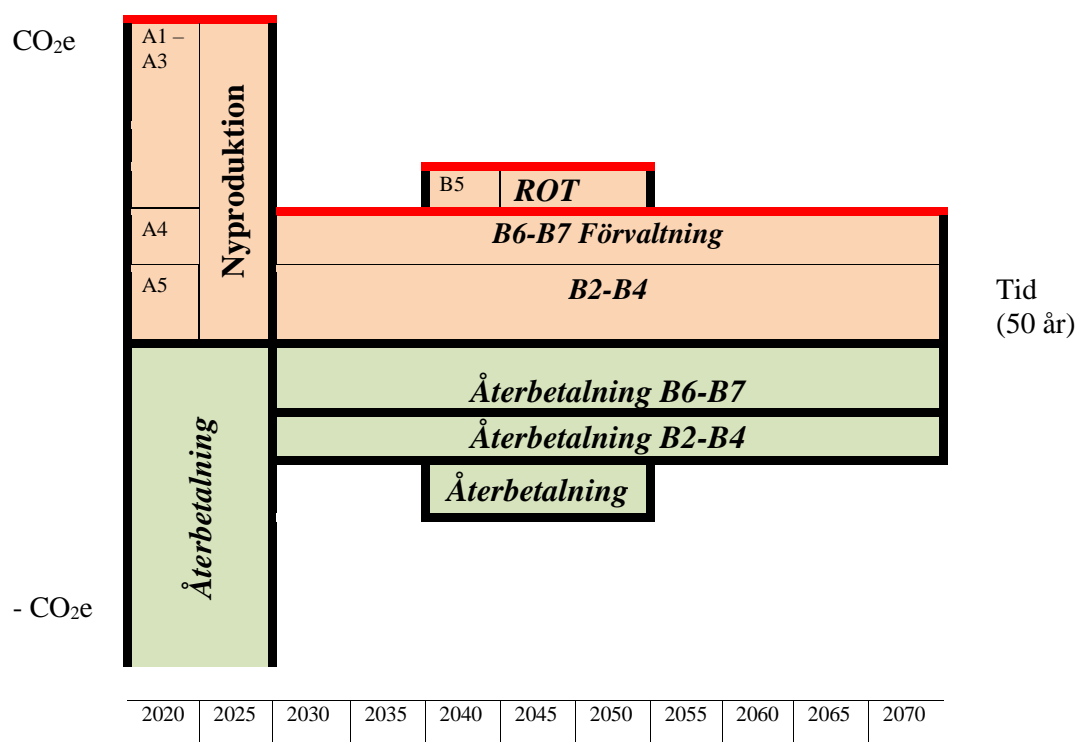 CO₂e
A1 –
A3
Nyproduktion
B5
ROT
A4
B6-B7 Förvaltning
A5
B2-B4
Tid
(50 år)
Återbetalning
Återbetalning B6-B7
Återbetalning B2-B4
Återbetalning
- CO₂e
2020 2025 2030 2035 2040 2045 2050 2055 2060 2065 2070